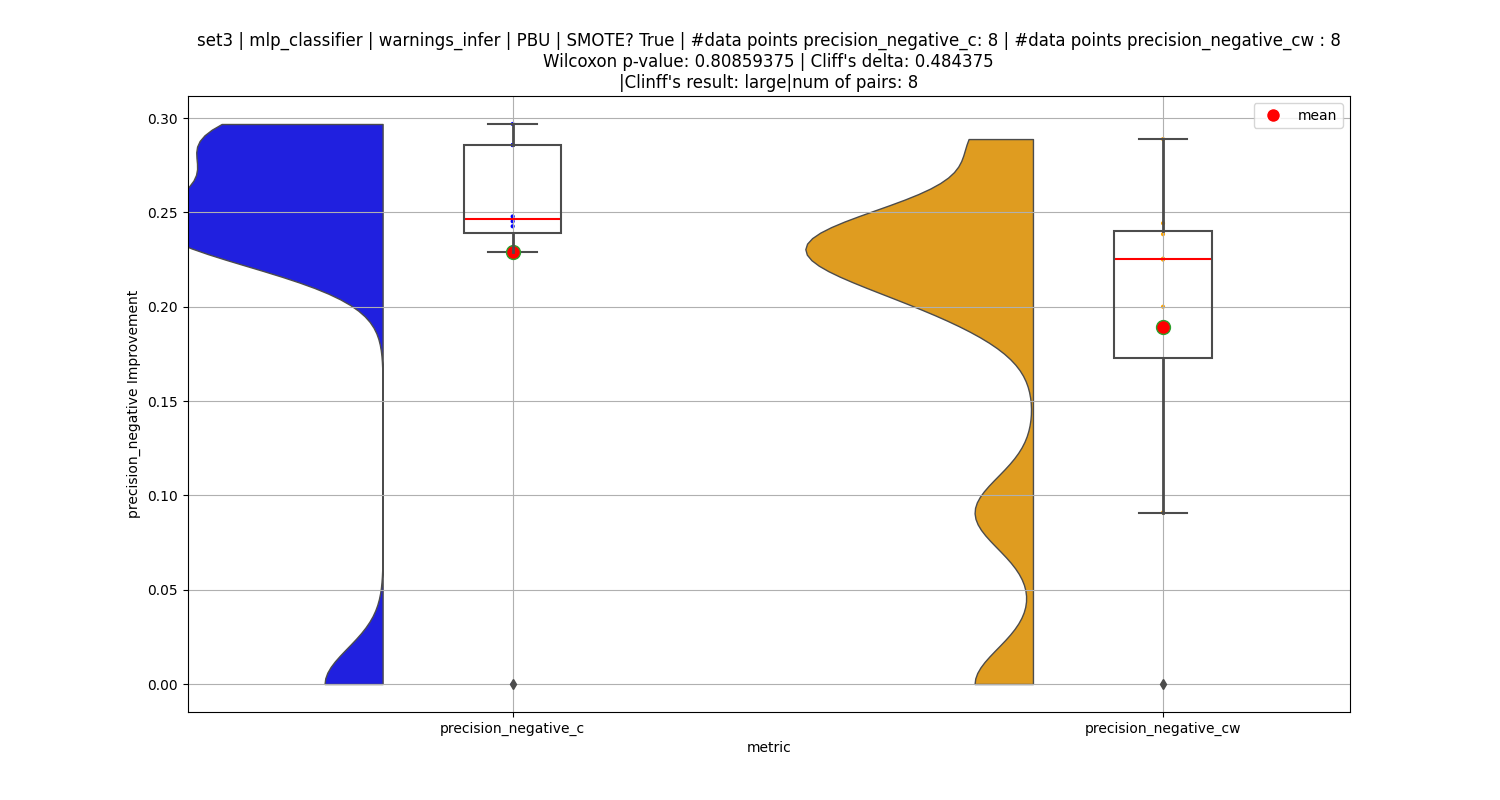 set3 | mlp_classifier | warnings_infer | PBU | SMOTE? True | #data points precision_negative_c: 8 | #data points precision_negative_cw : 8
Wilcoxon p-value: 0.80859375 | Cliff's delta: 0.484375
|Clinff's result: large|num of pairs: 8
mean
precision_negative Improvement
0.30
0.25
0.20
0.15
0.10
0.05
0.00
precision_negative_c
precision_negative_cw
metric